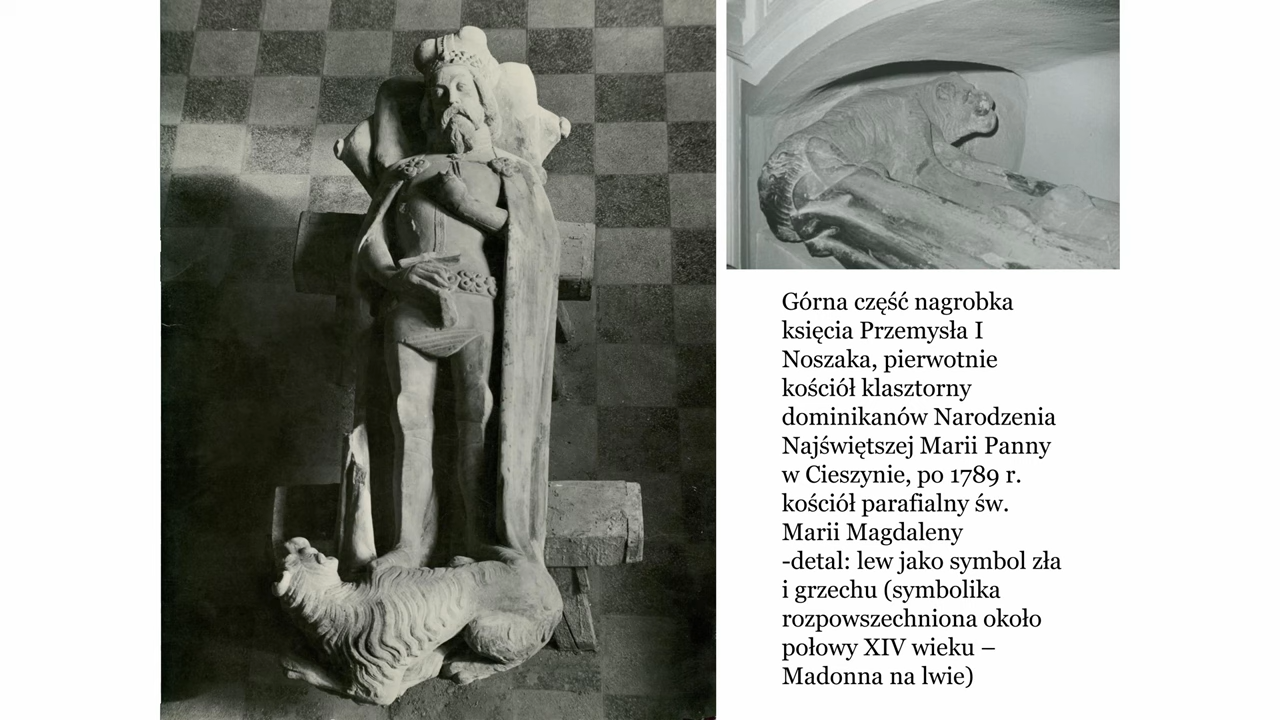 Górna część nagrobka
księcia Przemysła I
Noszaka, pierwotnie
kościół klasztorny
dominikanów Narodzenia
Najświętszej Marii Panny
w Cieszynie, po 1789 r.
kościół parafialny św.
Marii Magdaleny
-detal: lew jako symbol zła
i grzechu (symbolika
rozpowszechniona około
połowy XIV wieku –
Madonna na lwie)